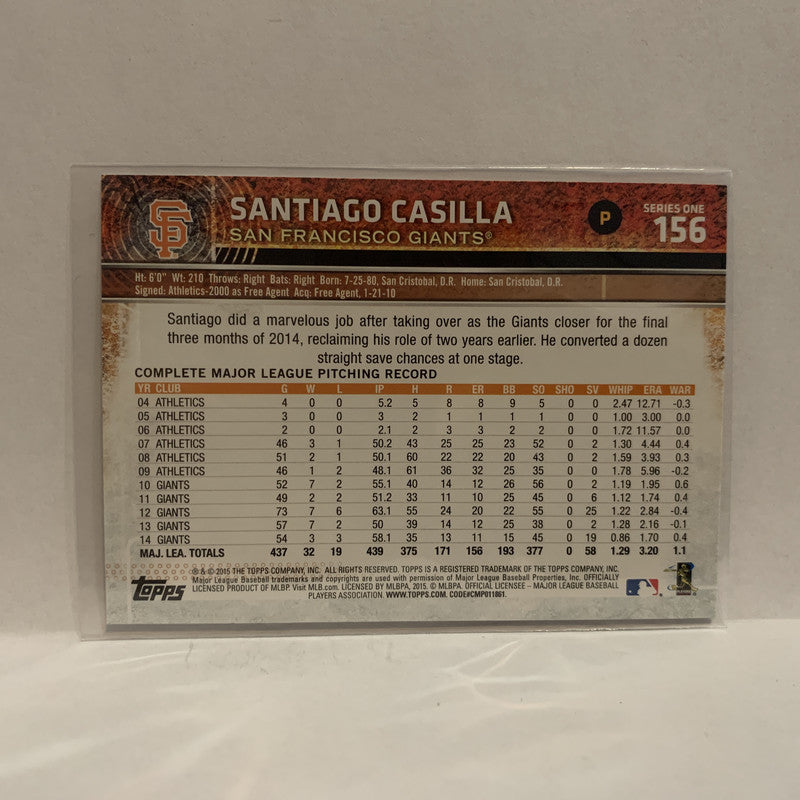 SF
SANTIAGO CASILLA
SAN FRANCISCO GIANTS®
P
SERIES ONE
156
Ht: 6'0" Wt: 210 Throws: Right Bats: Right Born: 7-25-80, San Cristobal, D.R. Home: San Cristobal, D.R.
Signed: Athletics-2000 as Free Agent Acq: Free Agent, 1-21-10
Santiago did a marvelous job after taking over as the Giants closer for the final
three months of 2014, reclaiming his role of two years earlier. He converted a dozen
straight save chances at one stage.
COMPLETE MAJOR LEAGUE PITCHING RECORD
YR CLUB G W L IP H R ER BB SO SHO SV WHIP ERA WAR
04 ATHLETICS 4 0 0 5.2 5 8 8 9 5 0 0 2.47 12.71 -0.3
05 ATHLETICS 3 0 0 3 2 1 1 1 1 0 0 1.00 3.00 0.0
06 ATHLETICS 2 0 0 2.1 2 3 3 2 2 0 0 1.72 11.57 0.0
07 ATHLETICS 46 3 1 50.2 43 25 25 23 52 0 2 1.30 4.44 0.4
08 ATHLETICS 51 2 1 50.1 60 22 22 20 43 0 2 1.59 3.93 0.3
09 ATHLETICS 46 1 2 48.1 61 36 32 25 35 0 0 1.78 5.96 -0.2
10 GIANTS 52 7 2 55.1 40 14 12 26 56 0 2 1.19 1.95 0.6
11 GIANTS 49 2 2 51.2 33 11 10 25 45 0 6 1.12 1.74 0.4
12 GIANTS 73 7 6 63.1 55 24 20 22 55 0 25 1.22 2.84 -0.4
13 GIANTS 57 7 2 50 39 14 12 25 38 0 2 1.28 2.16 -0.1
14 GIANTS 54 3 3 58.1 35 13 11 15 45 0 19 0.86 1.70 0.4
MAJ. LEA. TOTALS 437 32 19 439 375 171 156 193 377 0 58 1.29 3.20 1.1
® & © 2015 THE TOPPS COMPANY, INC. ALL RIGHTS RESERVED. TOPPS IS A REGISTERED TRADEMARK OF THE TOPPS COMPANY, INC.
Major League Baseball trademarks and copyrights are used with permission of Major League Baseball Properties, Inc. OFFICIALLY
LICENSED PRODUCT OF MLBP. Visit MLB.com. © MLBPA, 2015. © MLBPA. OFFICIAL LICENSEE – MAJOR LEAGUE BASEBALL
PLAYERS ASSOCIATION. WWW.TOPPS.COM. CODE#CMP011861.
TOPPS